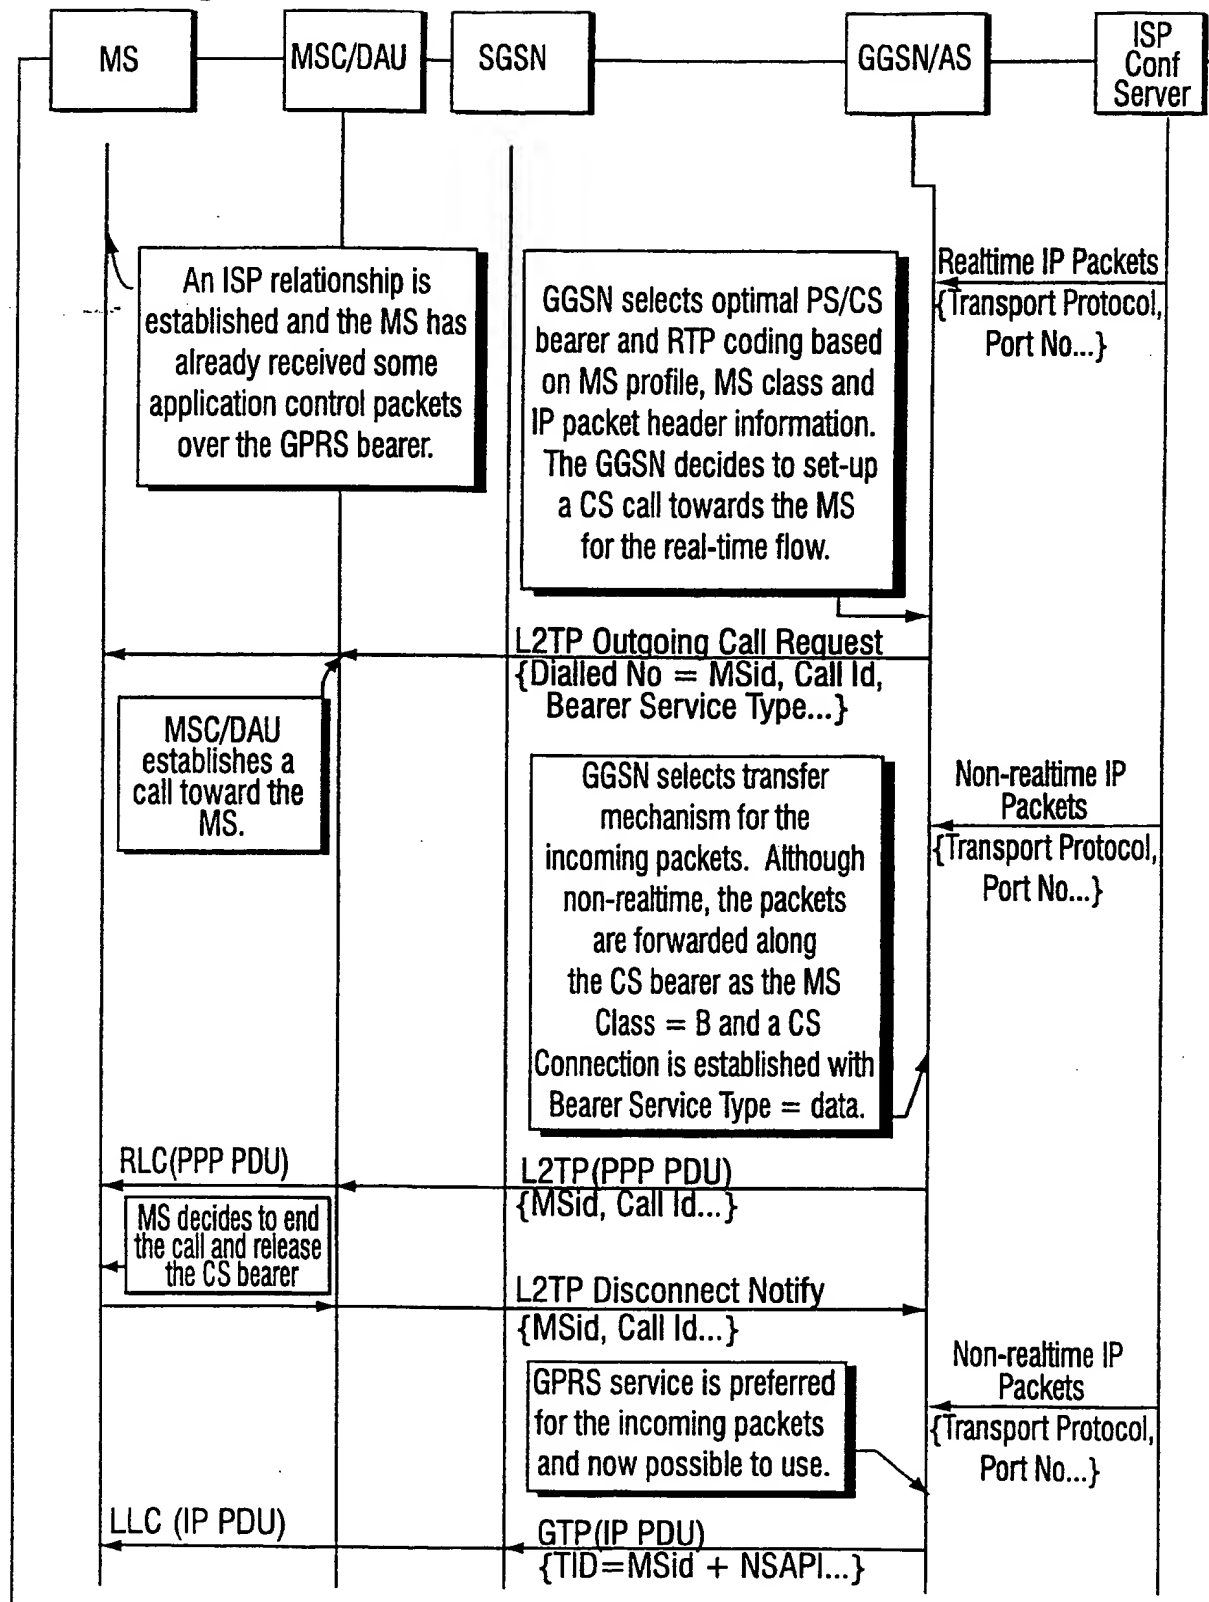 MS
MSC/DAU
SGSN
GGSN/AS
ISP
Conf
Server
An ISP relationship is
established and the MS has
already received some
application control packets
over the GPRS bearer.
GGSN selects optimal PS/CS
bearer and RTP coding based
on MS profile, MS class and
IP packet header information.
The GGSN decides to set-up
a CS call towards the MS
for the real-time flow.
Realtime IP Packets
{Transport Protocol,
Port No...}
L2TP Outgoing Call Request
{Dialled No = MSid, Call Id,
Bearer Service Type...}
MSC/DAU
establishes a
call toward the
MS.
GGSN selects transfer
mechanism for the
incoming packets. Although
non-realtime, the packets
are forwarded along
the CS bearer as the MS
Class = B and a CS
Connection is established with
Bearer Service Type = data.
Non-realtime IP
Packets
{Transport Protocol,
Port No...}
RLC(PPP PDU)
L2TP(PPP PDU)
{MSid, Call Id...}
MS decides to end
the call and release
the CS bearer
L2TP Disconnect Notify
{MSid, Call Id...}
GPRS service is preferred
for the incoming packets
and now possible to use.
Non-realtime IP
Packets
{Transport Protocol,
Port No...}
LLC (IP PDU)
GTP(IP PDU)
{TID=MSid + NSAPI...}